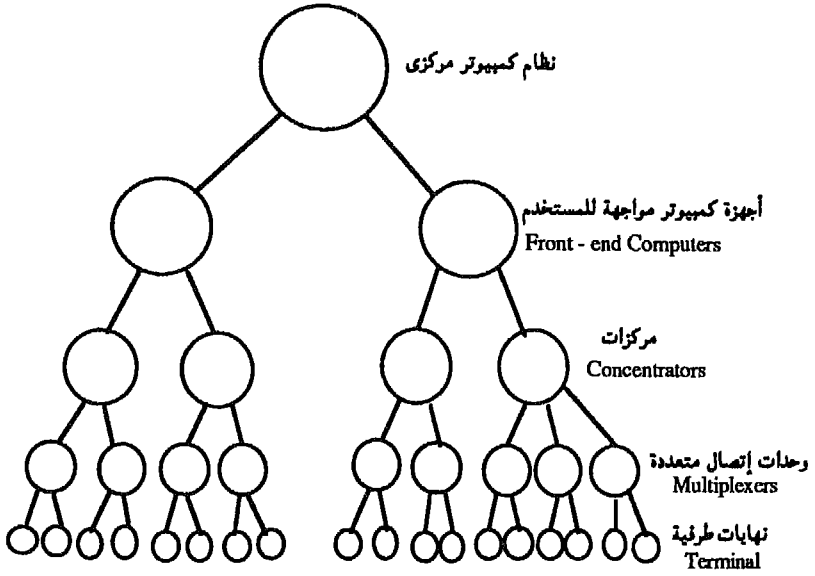 نظام كمبيوتر مركزى
أجهزة كمبيوتر مواجهة للمستخدم
Front - end Computers
مركزات
Concentrators
وحدات إتصال متعددة
Multiplexers
نهايات طرفية
Terminal